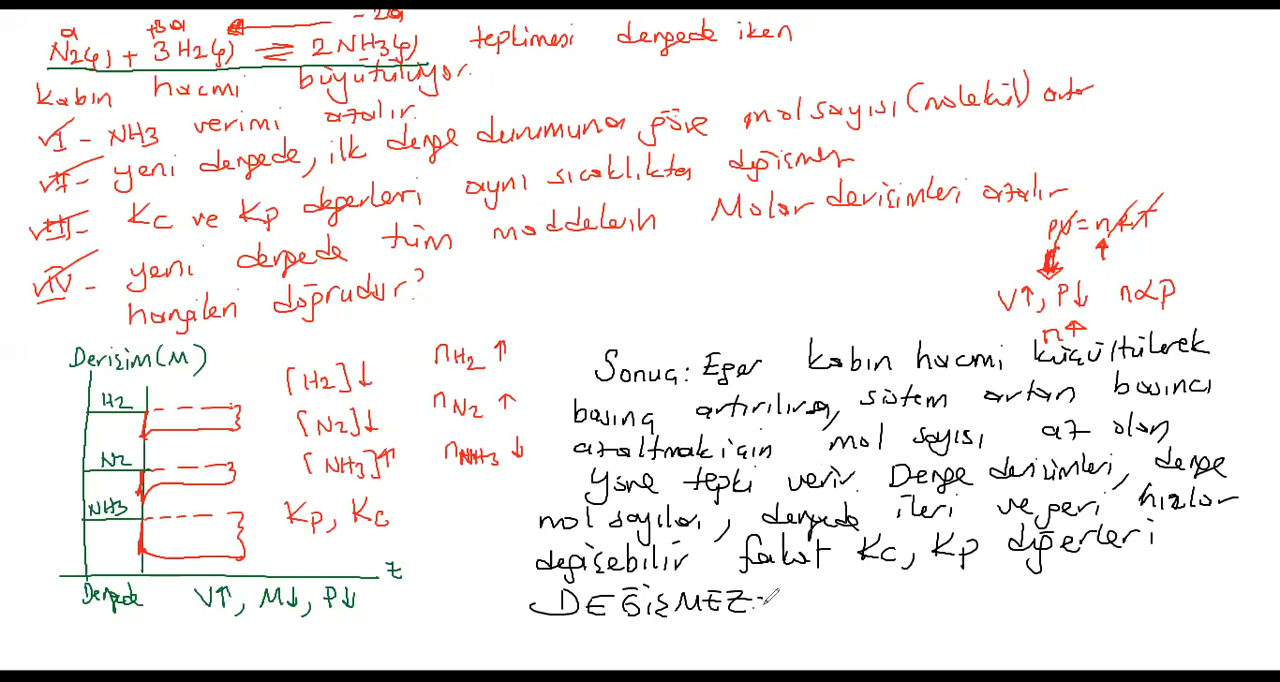 a +3a -2a
N2(g) + 3H2(g) ⇌ 2NH3(g) tepkimesi dengede iken
kabın hacmi büyütülüyor.
✓I- NH3 verimi azalır.
✓II- yeni dengede, ilk denge durumuna göre mol sayısı (molekül) artar
✓III- Kc ve Kp değerleri aynı sıcaklıkta değişmez
✓IV- yeni dengede tüm maddelerin Molar derişimleri azalır
hangileri doğrudur?
PV = nRT
V↑, P↓ n∝P
n↑
Derişim(M)
H2
N2
NH3
Dengede
t
[H2]↓ nH2 ↑
[N2]↓ nN2 ↑
[NH3]↑ nNH3 ↓
Kp, Kc
V↑, M↓, P↓
Sonuç: Eğer kabın hacmi küçültülerek
basınç artırılırsa, sistem artan basıncı
azaltmak için mol sayısı az olan
yöne tepki verir. Denge derişimleri, denge
mol sayıları, dengede ileri ve geri hızlar
değişebilir fakat Kc, Kp diğerleri
DEĞİŞMEZ.